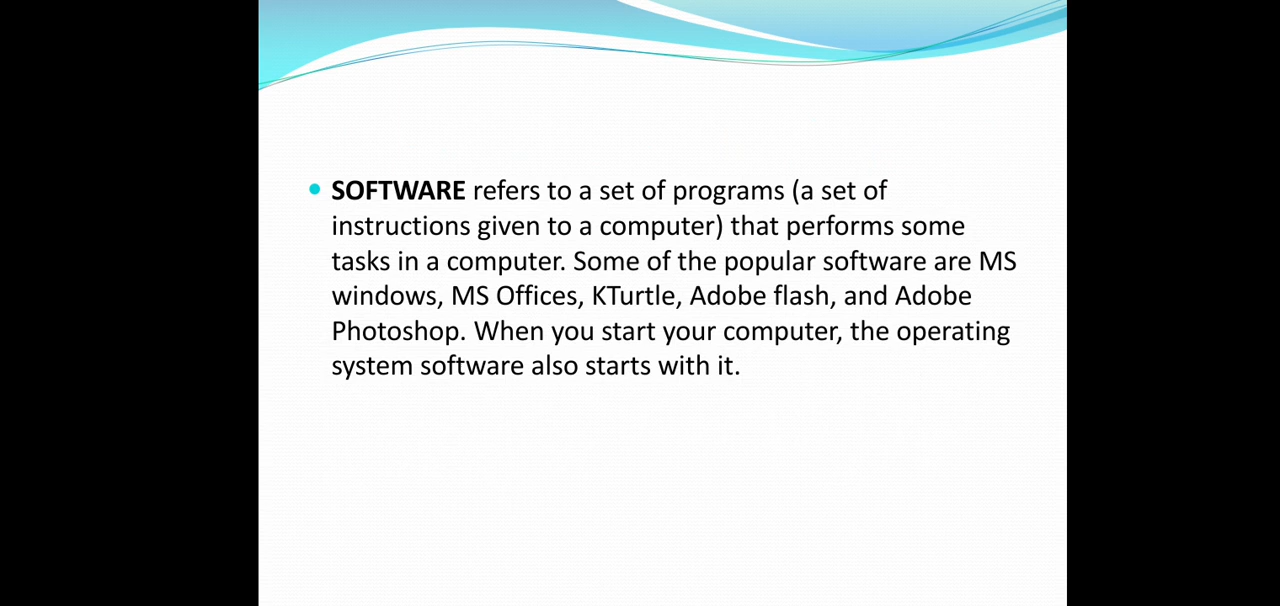 SOFTWARE refers to a set of programs (a set of
instructions given to a computer) that performs some
tasks in a computer. Some of the popular software are MS
windows, MS Offices, KTurtle, Adobe flash, and Adobe
Photoshop. When you start your computer, the operating
system software also starts with it.